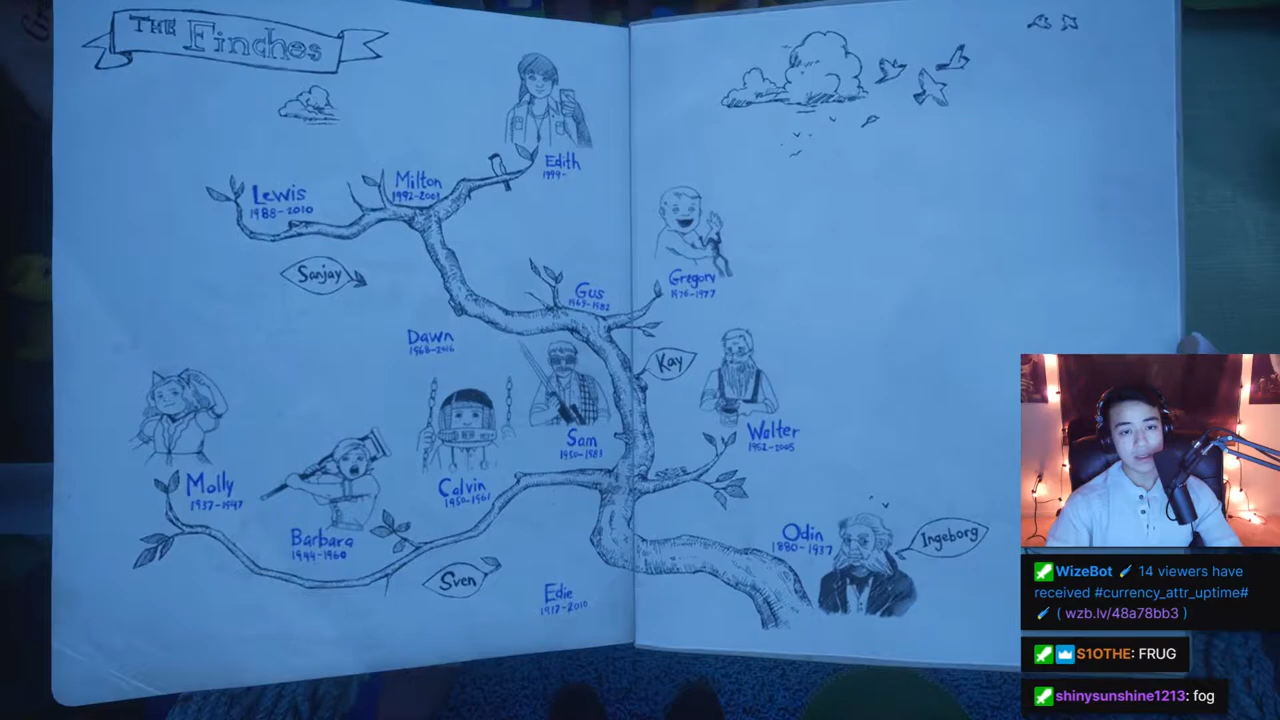 THE Finches
Edith
1999-
Lewis
1988-2010
Milton
1992-2003
Sanjay
Gregory
1976-1977
Gus
1969-1982
Dawn
1968-2016
Kay
Sam
1950-1983
Walter
1952-2005
Molly
1937-1947
Barbara
1944-1960
Calvin
1950-1961
Sven
Edie
1917-2010
Odin
1880-1937
Ingeborg
WizeBot 14 viewers have
received #currency_attr_uptime#
( wzb.lv/48a78bb3 )
S1OTHE: FRUG
shinysunshine1213: fog